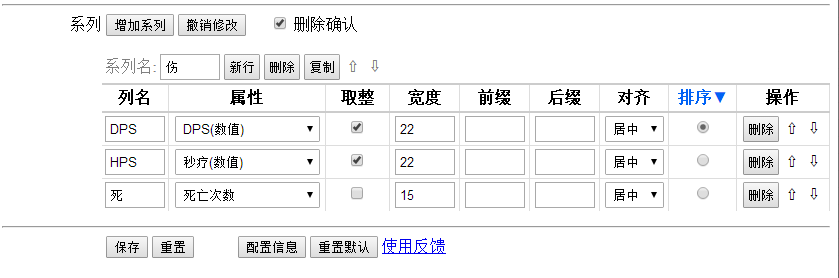 系列 增加系列 撤销修改 删除确认
系列名: 伤 新行 删除 复制 ⇧ ⇩
列名 属性 取整 宽度 前缀 后缀 对齐 排序▼ 操作
DPS DPS(数值) 22 居中 删除 ⇧ ⇩
HPS 秒疗(数值) 22 居中 删除 ⇧ ⇩
死 死亡次数 15 居中 删除 ⇧ ⇩
保存 重置 配置信息 重置默认 使用反馈